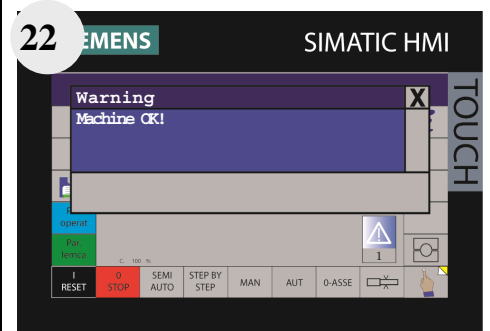 22
EMENS
SIMATIC HMI
TOUCH
Warning
X
Machine OK!
operat
Par.
lemca
C. 100 %
1
I
RESET
0
STOP
SEMI
AUTO
STEP BY
STEP
MAN
AUT
0-ASSE